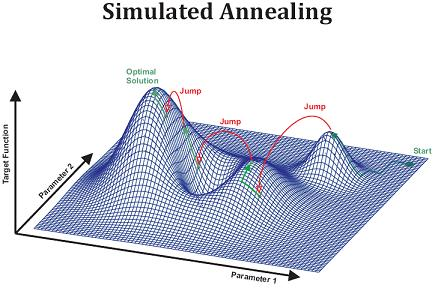 Simulated Annealing
Optimal
Solution
Jump
Jump
Jump
Start
Target Function
Parameter 2
Parameter 1